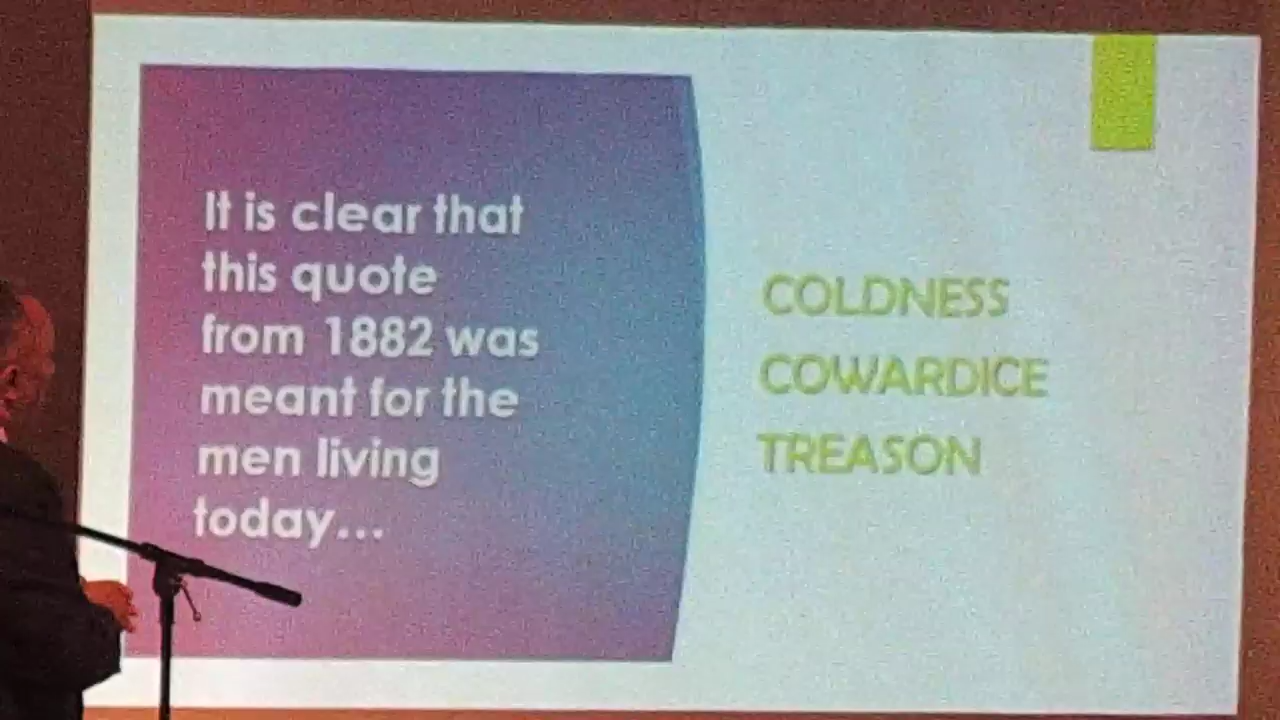 It is clear that
this quote
from 1882 was
meant for the
men living
today...
COLDNESS
COWARDICE
TREASON